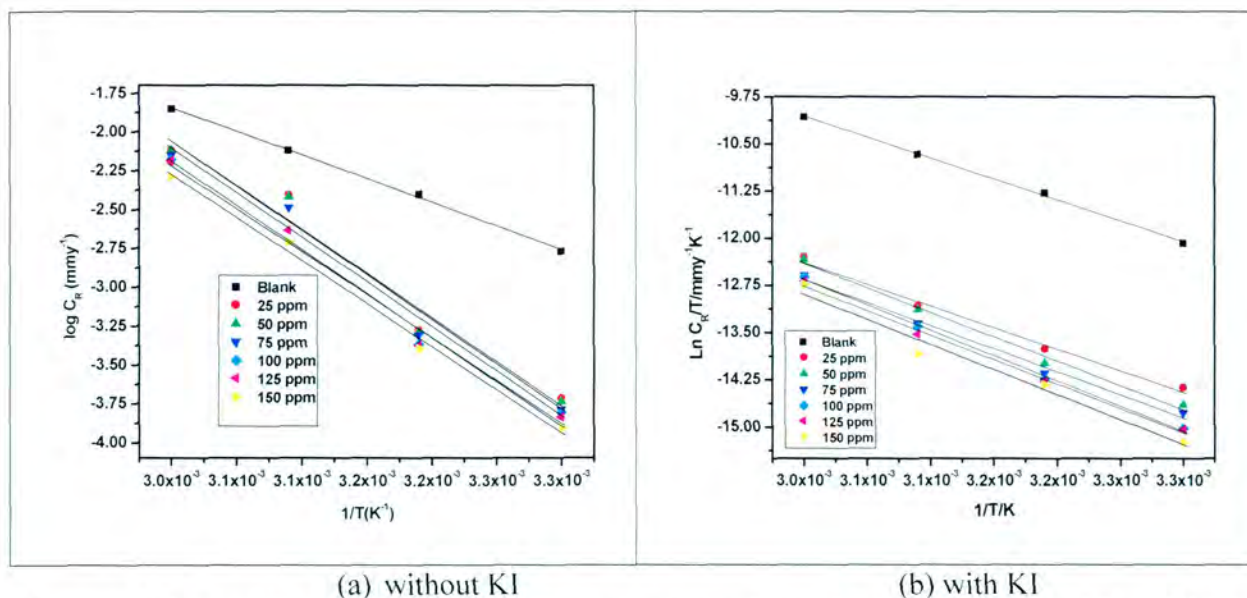 -1.75
-2.00
-2.25
-2.50
-2.75
-3.00
-3.25
-3.50
-3.75
-4.00
log C_R (mmy⁻¹)
Blank
25 ppm
50 ppm
75 ppm
100 ppm
125 ppm
150 ppm
3.0x10⁻³ 3.1x10⁻³ 3.1x10⁻³ 3.2x10⁻³ 3.2x10⁻³ 3.3x10⁻³ 3.3x10⁻³
1/T(K⁻¹)
(a) without KI
-9.75
-10.50
-11.25
-12.00
-12.75
-13.50
-14.25
-15.00
Ln C_R/T/mmy⁻¹K⁻¹
Blank
25 ppm
50 ppm
75 ppm
100 ppm
125 ppm
150 ppm
3.0x10⁻³ 3.1x10⁻³ 3.1x10⁻³ 3.2x10⁻³ 3.2x10⁻³ 3.3x10⁻³ 3.3x10⁻³
1/T/K
(b) with KI